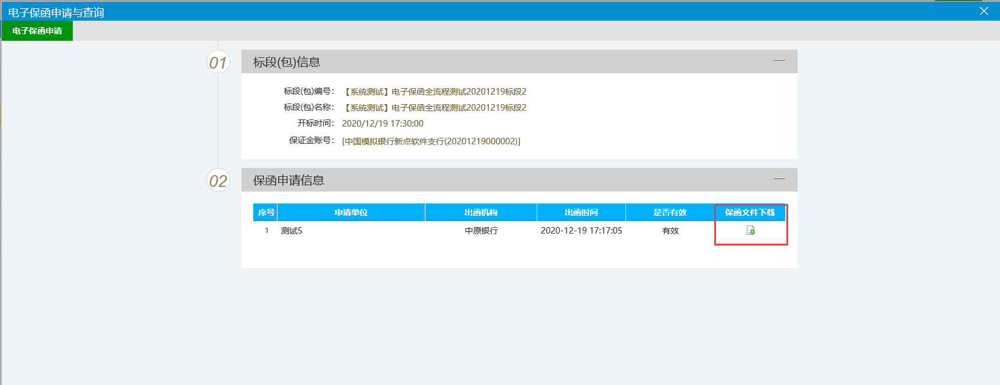 电子保函申请与查询
电子保函申请
01 标段(包)信息
标段(包)编号： 【系统测试】电子保函全流程测试20201219标段2
标段(包)名称： 【系统测试】电子保函全流程测试20201219标段2
开标时间： 2020/12/19 17:30:00
保证金账号： [中国模拟银行新点软件支行(20201219000002)]
02 保函申请信息
序号 申请单位 出函机构 出函时间 是否有效 保函文件下载
1 测试5 中原银行 2020-12-19 17:17:05 有效